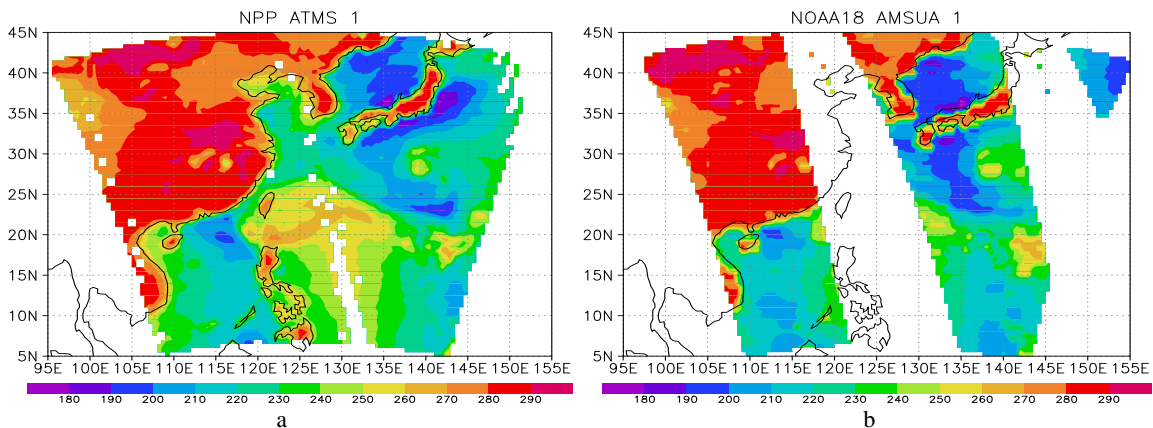 NPP ATMS 1
45N
40N
35N
30N
25N
20N
15N
10N
5N
95E 100E 105E 110E 115E 120E 125E 130E 135E 140E 145E 150E 155E
180 190 200 210 220 230 240 250 260 270 280 290
a
NOAA18 AMSUA 1
45N
40N
35N
30N
25N
20N
15N
10N
5N
95E 100E 105E 110E 115E 120E 125E 130E 135E 140E 145E 150E 155E
180 190 200 210 220 230 240 250 260 270 280 290
b